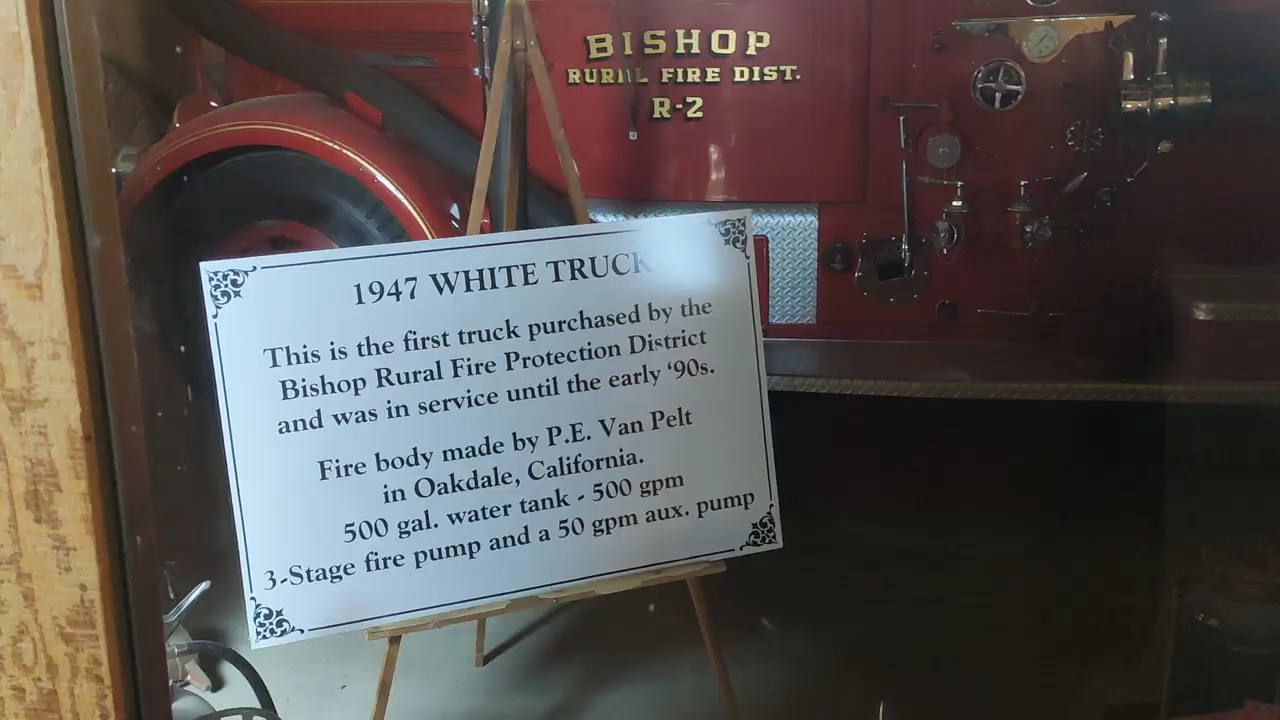 BISHOP
RURAL FIRE DIST.
R-2
1947 WHITE TRUCK
This is the first truck purchased by the
Bishop Rural Fire Protection District
and was in service until the early ‘90s.
Fire body made by P.E. Van Pelt
in Oakdale, California.
500 gal. water tank - 500 gpm
3-Stage fire pump and a 50 gpm aux. pump